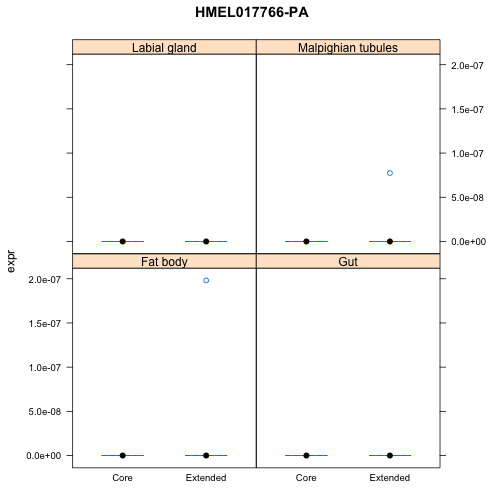 HMEL017766-PA
Labial gland
Malpighian tubules
2.0e-07
1.5e-07
1.0e-07
5.0e-08
0.0e+00
expr
Fat body
Gut
2.0e-07
1.5e-07
1.0e-07
5.0e-08
0.0e+00
Core
Extended
Core
Extended